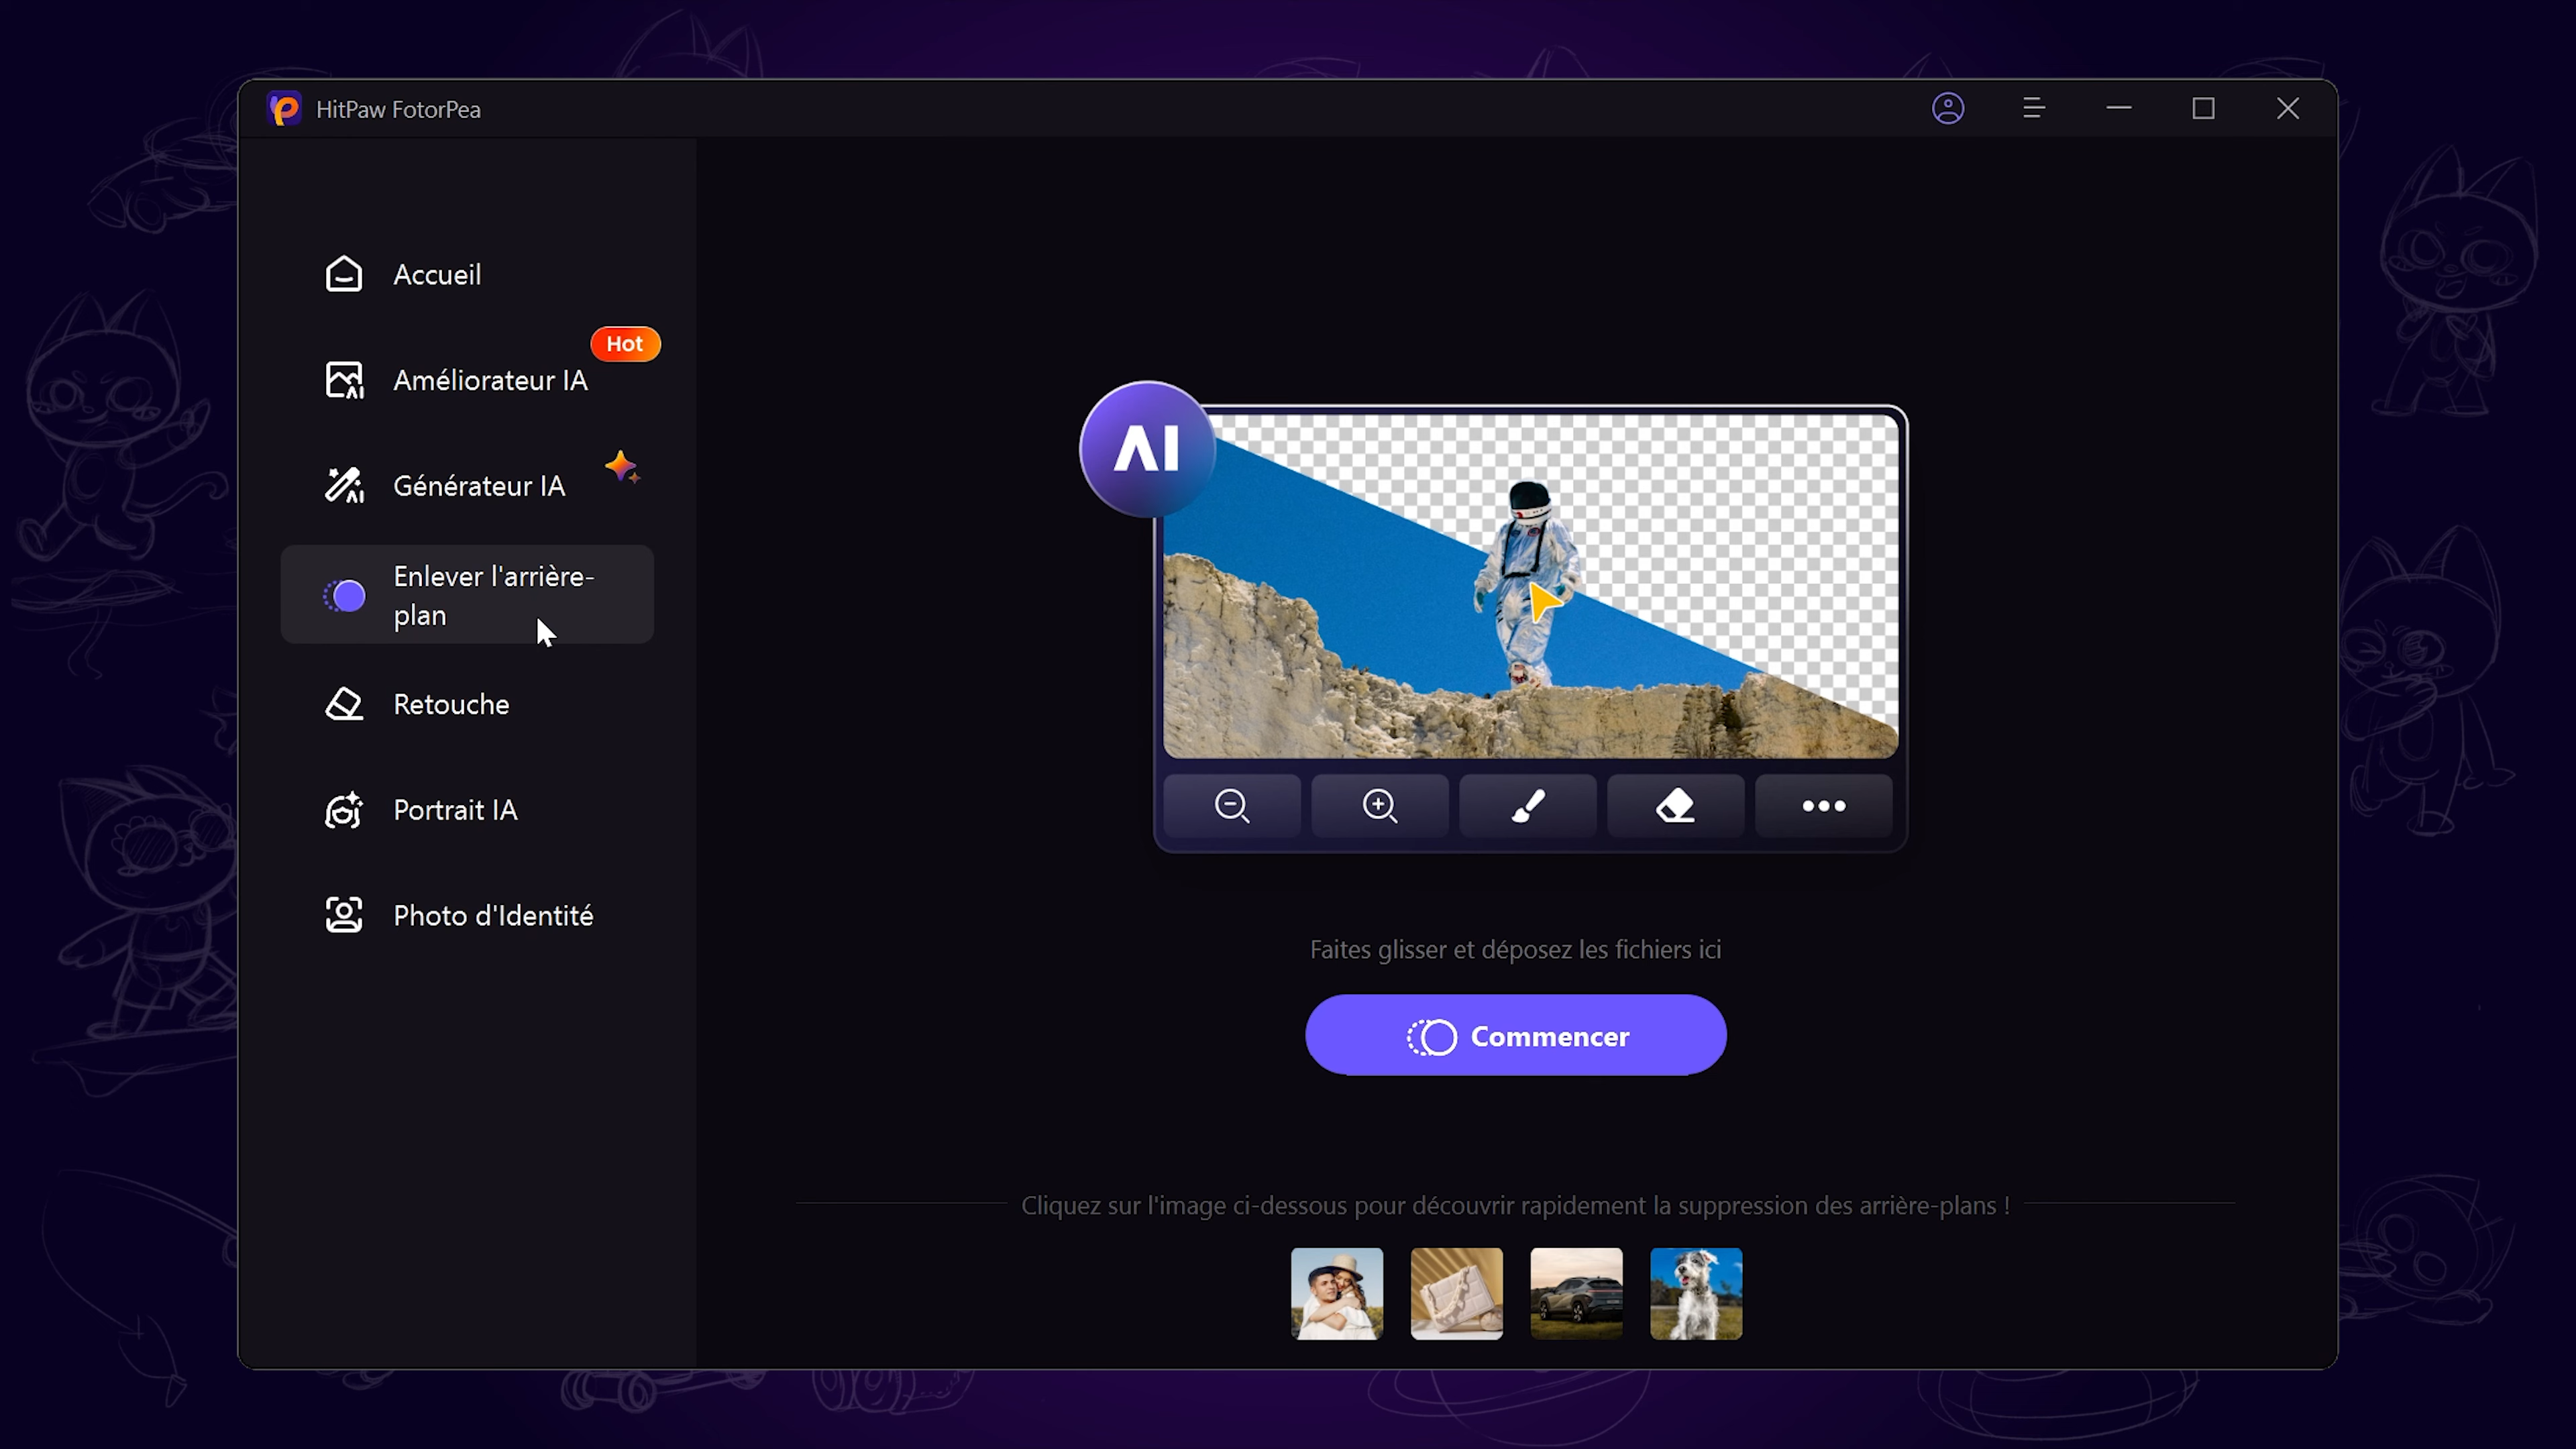 HitPaw FotorPea
Accueil
Hot
Améliorateur IA
Générateur IA
Enlever l'arrière-
plan
Retouche
Portrait IA
Photo d'Identité
AI
Faites glisser et déposez les fichiers ici
Commencer
Cliquez sur l'image ci-dessous pour découvrir rapidement la suppression des arrière-plans !